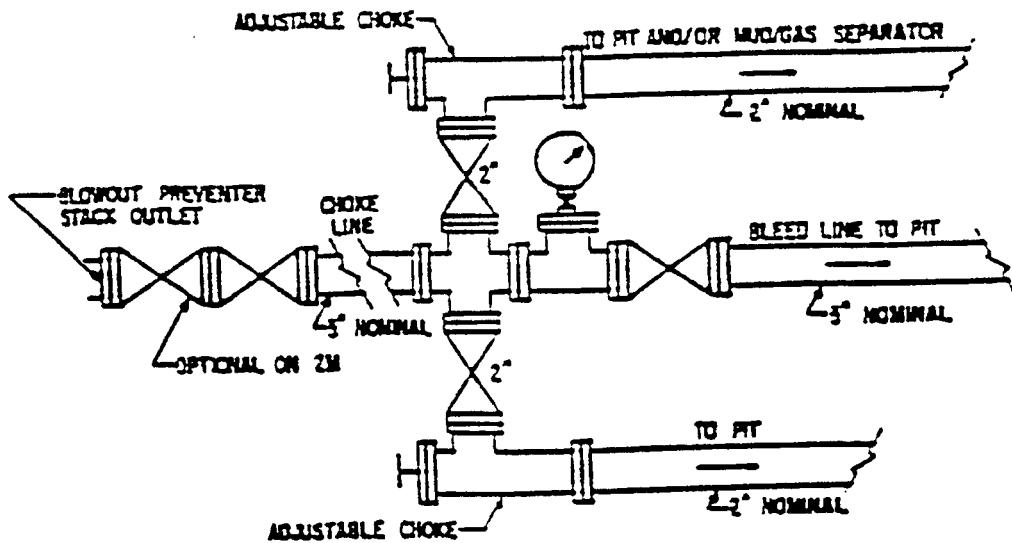 ADJUSTABLE CHOKE
TO PIT AND/OR MUD/GAS SEPARATOR
2" NOMINAL
2"
BLOWOUT PREVENTER
STACK OUTLET
CHOKE
LINE
BLEED LINE TO PIT
3" NOMINAL
3" NOMINAL
OPTIONAL ON 2M
2"
TO PIT
2" NOMINAL
ADJUSTABLE CHOKE